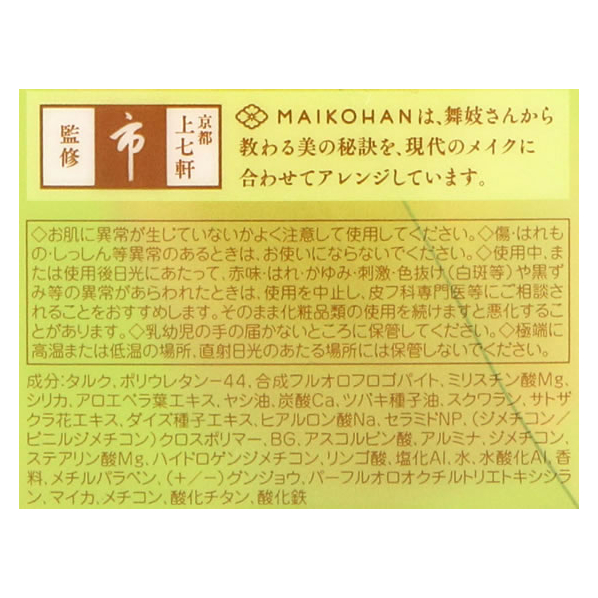 監修
市
京都
上七軒
MAIKOHANは、舞妓さんから
教わる美の秘訣を、現代のメイクに
合わせてアレンジしています。
◇お肌に異常が生じていないかよく注意して使用してください。◇傷・はれも
の・しっしん等異常のあるときは、お使いにならないでください。◇使用中、ま
たは使用後日光にあたって、赤味・はれ・かゆみ・刺激・色抜け(白斑等)や黒ず
み等の異常があらわれたときは、使用を中止し、皮フ科専門医等にご相談さ
れることをおすすめします。そのまま化粧品類の使用を続けますと悪化するこ
とがあります。◇乳幼児の手の届かないところに保管してください。◇極端に
高温または低温の場所、直射日光のあたる場所には保管しないでください。
成分:タルク、ポリウレタン-44、合成フルオロフロゴパイト、ミリスチン酸Mg、
シリカ、アロエベラ葉エキス、ヤシ油、炭酸Ca、ツバキ種子油、スクワラン、サトザ
クラ花エキス、ダイズ種子エキス、ヒアルロン酸Na、セラミドNP、(ジメチコン/
ビニルジメチコン)クロスポリマー、BG、アスコルビン酸、アルミナ、ジメチコン、
ステアリン酸Mg、ハイドロゲンジメチコン、リンゴ酸、塩化Al、水、水酸化Al、香
料、メチルパラベン、(+/-)グンジョウ、パーフルオロオクチルトリエトキシシラ
ン、マイカ、メチコン、酸化チタン、酸化鉄